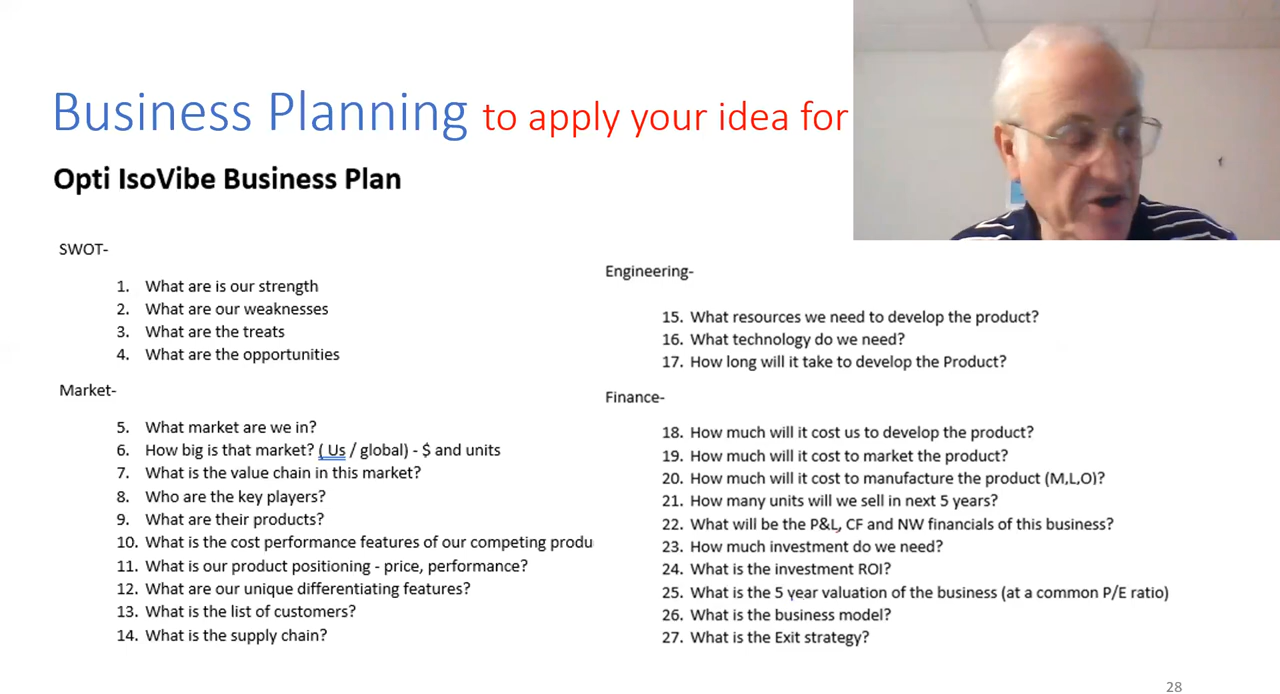 Business Planning to apply your idea for
Opti IsoVibe Business Plan
SWOT-
1. What are is our strength
2. What are our weaknesses
3. What are the treats
4. What are the opportunities
Market-
5. What market are we in?
6. How big is that market? ( Us / global) - $ and units
7. What is the value chain in this market?
8. Who are the key players?
9. What are their products?
10. What is the cost performance features of our competing produ
11. What is our product positioning - price, performance?
12. What are our unique differentiating features?
13. What is the list of customers?
14. What is the supply chain?
Engineering-
15. What resources we need to develop the product?
16. What technology do we need?
17. How long will it take to develop the Product?
Finance-
18. How much will it cost us to develop the product?
19. How much will it cost to market the product?
20. How much will it cost to manufacture the product (M,L,O)?
21. How many units will we sell in next 5 years?
22. What will be the P&L, CF and NW financials of this business?
23. How much investment do we need?
24. What is the investment ROI?
25. What is the 5 year valuation of the business (at a common P/E ratio)
26. What is the business model?
27. What is the Exit strategy?
28